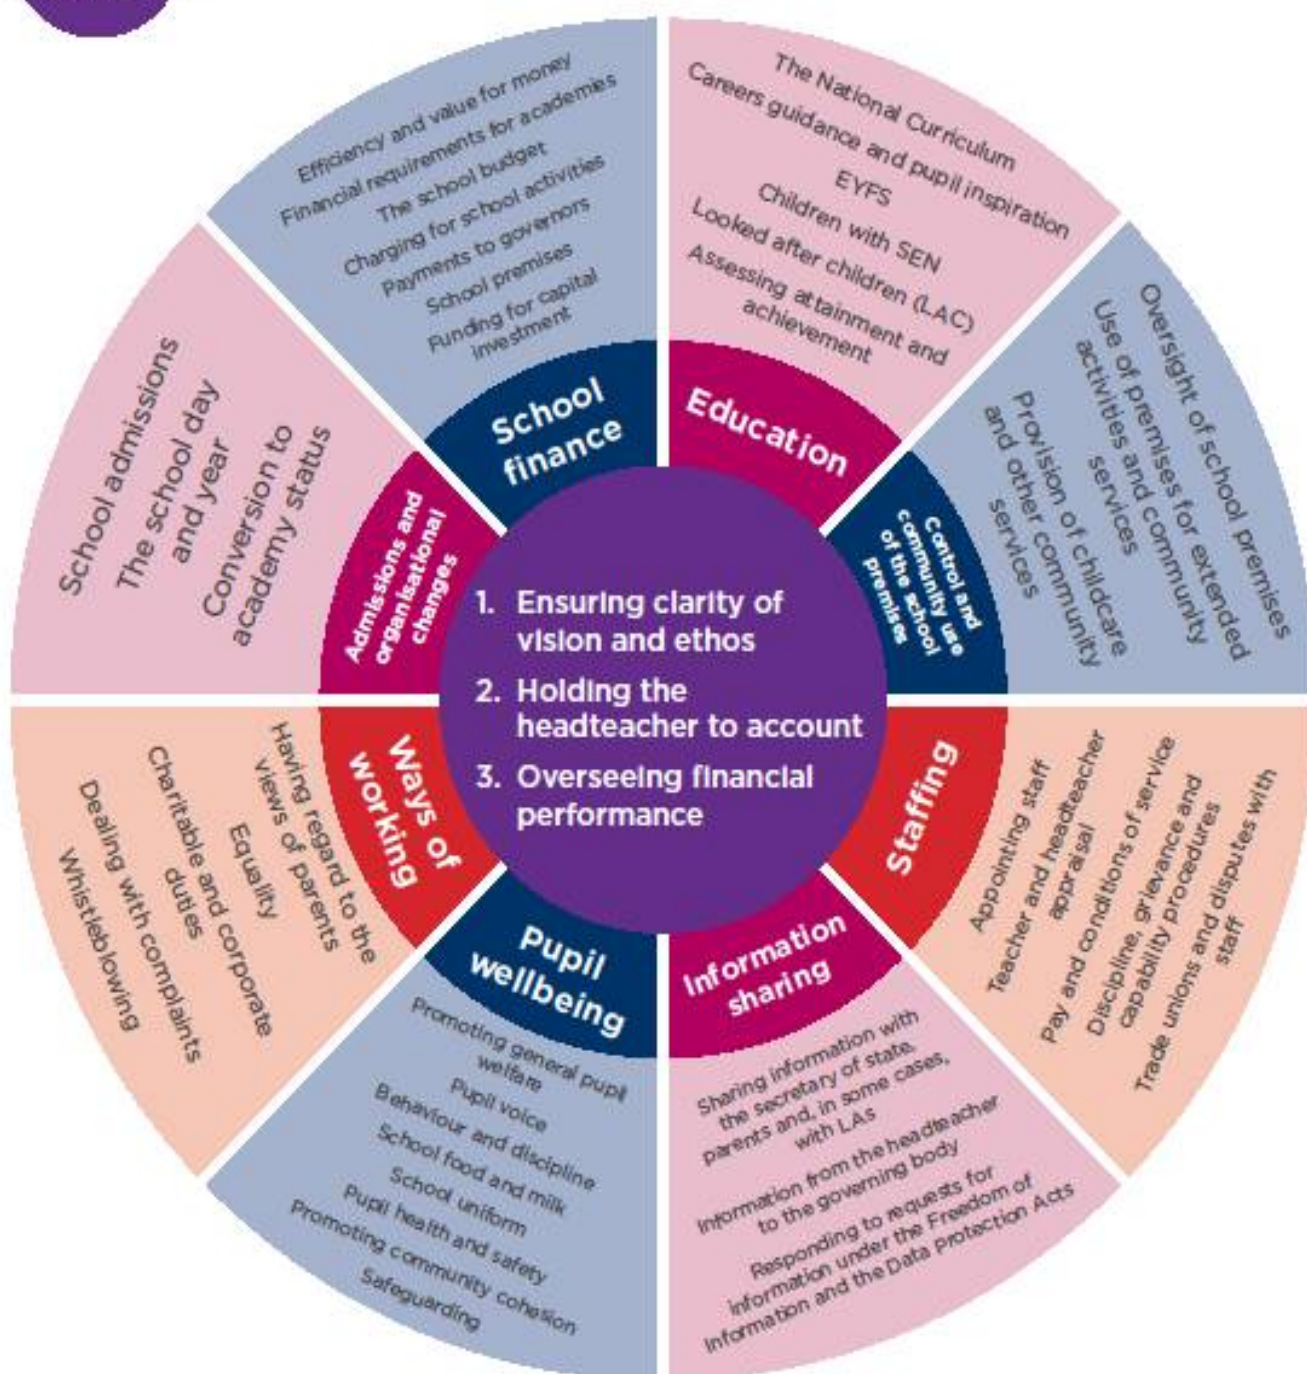 Efficiency and value for money
Financial requirements for academies
The school budget
Charging for school activities
Payments to governors
School premises
Funding for capital
investment
School
finance
The National Curriculum
Careers guidance and pupil inspiration
EYFS
Children with SEN
Looked after children (LAC)
Assessing attainment and
achievement
Education
Oversight of school premises
Use of premises for extended
activities and community
services
Provision of childcare
and other community
services
Control and
community use
of the school
premises
Staffing
Appointing staff
Teacher and headteacher
appraisal
Pay and conditions of service
Discipline, grievance and
capability procedures
Trade unions and disputes with
staff
Information
sharing
Sharing information with
the secretary of state,
parents and, in some cases,
with LAs
Information from the headteacher
to the governing body
Responding to requests for
information under the Freedom of
Information and the Data Protection Acts
Pupil
wellbeing
Promoting general pupil
welfare
Pupil voice
Behaviour and discipline
School food and milk
School uniform
Pupil health and safety
Promoting community cohesion
Safeguarding
Ways of
working
Having regard to the
views of parents
Equality
Charitable and corporate
duties
Dealing with complaints
Whistleblowing
School admissions
The school day
and year
Conversion to
academy status
Admissions and
organisational
changes
1. Ensuring clarity of
vision and ethos
2. Holding the
headteacher to account
3. Overseeing financial
performance